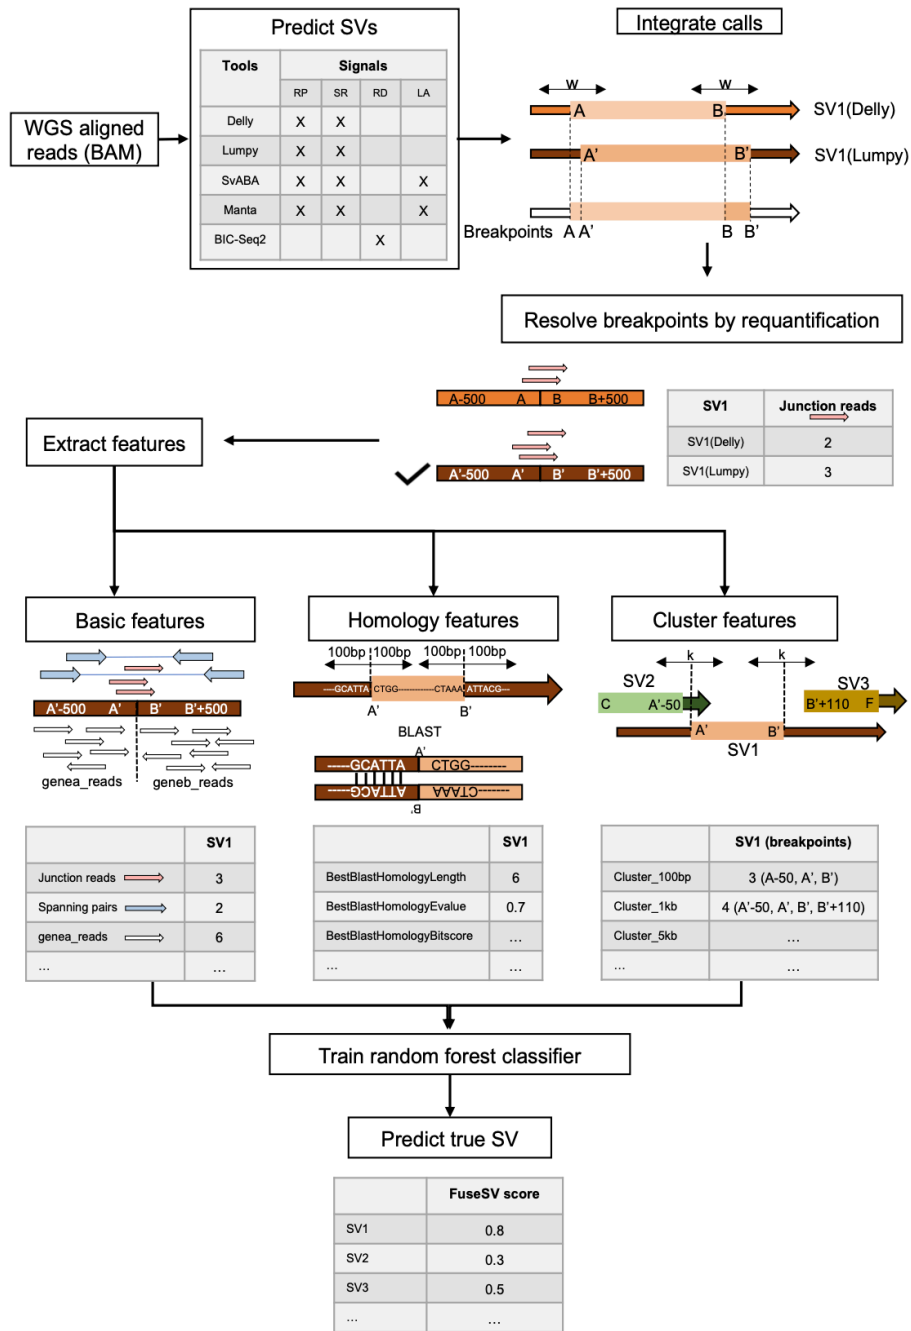 Predict SVs
Tools Signals
RP SR RD LA
Delly X X
Lumpy X X
SvABA X X X
Manta X X X
BIC-Seq2 X
WGS aligned
reads (BAM)
Integrate calls
w w
A B SV1(Delly)
A' B' SV1(Lumpy)
Breakpoints A A' B B'
Resolve breakpoints by requantification
A-500 A B B+500
A'-500 A' B' B'+500
SV1 Junction reads
SV1(Delly) 2
SV1(Lumpy) 3
Extract features
Basic features
A'-500 A' B' B'+500
genea_reads geneb_reads
SV1
Junction reads 3
Spanning pairs 2
genea_reads 6
... ...
Homology features
100bp 100bp 100bp 100bp
----GCATTA CTGG-------------CTAAA ATTACG---
A' B'
BLAST
A'
-----GCATTA CTGG--------
ATTACG----- CTAAA--------
B'
SV1
BestBlastHomologyLength 6
BestBlastHomologyEvalue 0.7
BestBlastHomologyBitscore ...
... ...
Cluster features
k k
SV2 SV3
C A'-50 B'+110 F
A' B'
SV1
SV1 (breakpoints)
Cluster_100bp 3 (A-50, A', B')
Cluster_1kb 4 (A'-50, A', B', B'+110)
Cluster_5kb ...
... ...
Train random forest classifier
Predict true SV
FuseSV score
SV1 0.8
SV2 0.3
SV3 0.5
... ...